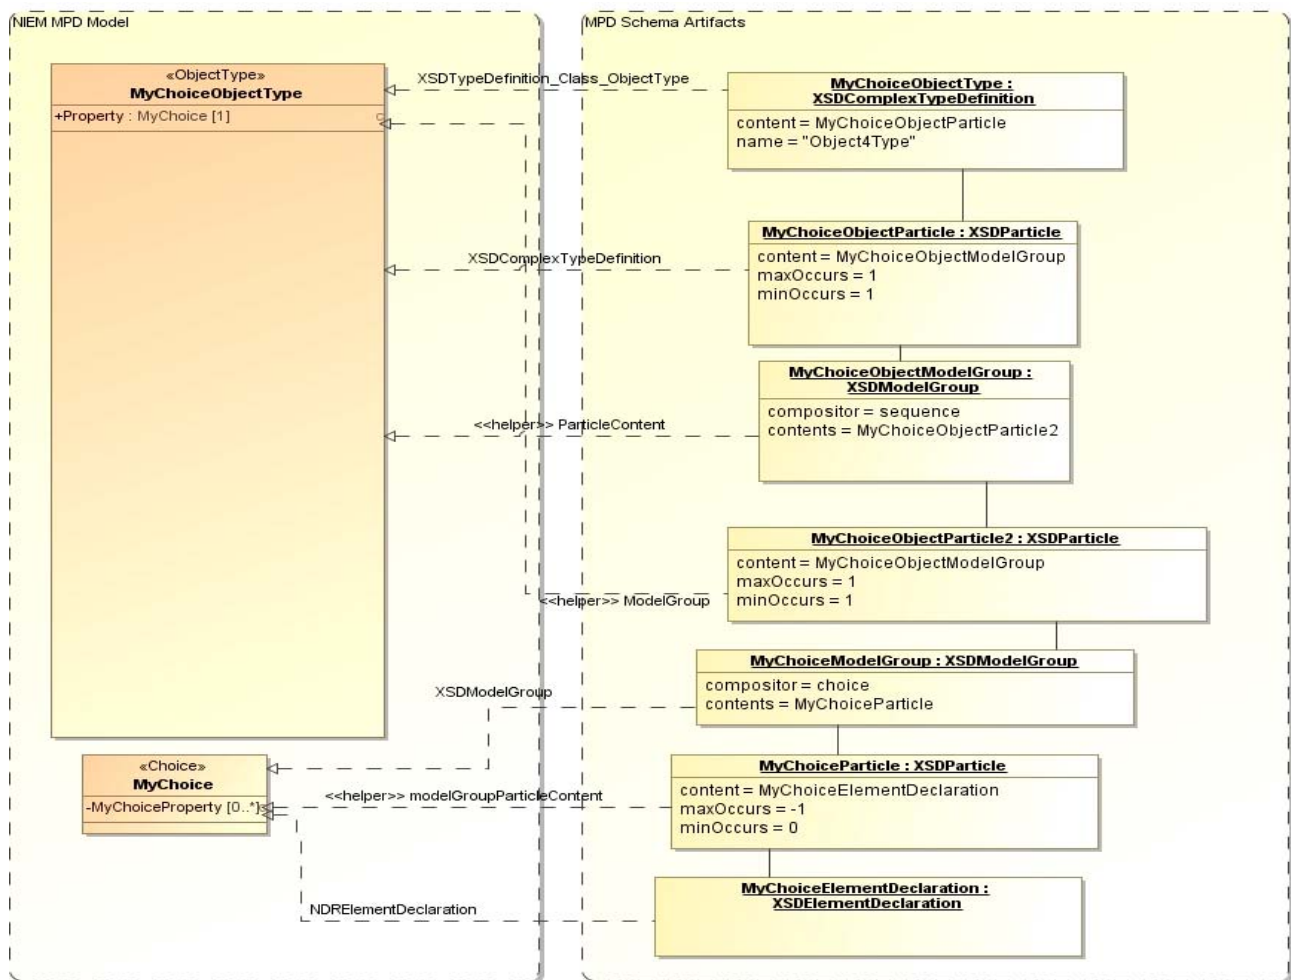 NIEM MPD Model
«ObjectType»
MyChoiceObjectType
+Property : MyChoice [1]
«Choice»
MyChoice
-MyChoiceProperty [0..*]
XSDTypeDefinition_Class_ObjectType
XSDComplexTypeDefinition
<<helper>> ParticleContent
<<helper>> ModelGroup
XSDModelGroup
<<helper>> modelGroupParticleContent
NDRElementDeclaration
MPD Schema Artifacts
MyChoiceObjectType :
XSDComplexTypeDefinition
content = MyChoiceObjectParticle
name = "Object4Type"
MyChoiceObjectParticle : XSDParticle
content = MyChoiceObjectModelGroup
maxOccurs = 1
minOccurs = 1
MyChoiceObjectModelGroup :
XSDModelGroup
compositor = sequence
contents = MyChoiceObjectParticle2
MyChoiceObjectParticle2 : XSDParticle
content = MyChoiceObjectModelGroup
maxOccurs = 1
minOccurs = 1
MyChoiceModelGroup : XSDModelGroup
compositor = choice
contents = MyChoiceParticle
MyChoiceParticle : XSDParticle
content = MyChoiceElementDeclaration
maxOccurs = -1
minOccurs = 0
MyChoiceElementDeclaration :
XSDElementDeclaration